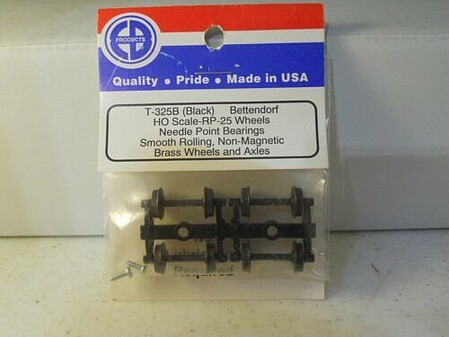 PRODUCTS
Quality • Pride • Made in USA
T-325B (Black) Bettendorf
HO Scale-RP-25 Wheels
Needle Point Bearings
Smooth Rolling, Non-Magnetic
Brass Wheels and Axles
Required